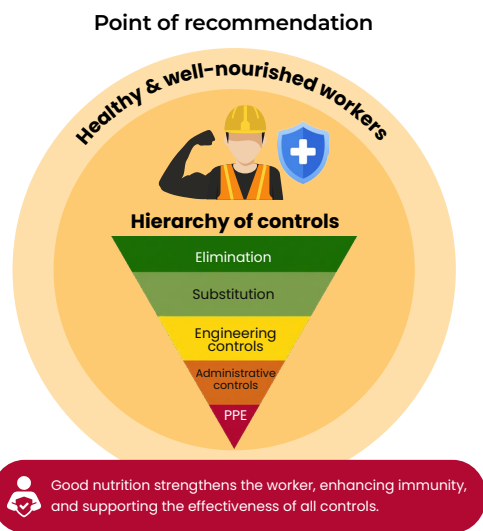 Point of recommendation
Healthy & well-nourished workers
Hierarchy of controls
Elimination
Substitution
Engineering
controls
Administrative
controls
PPE
Good nutrition strengthens the worker, enhancing immunity,
and supporting the effectiveness of all controls.